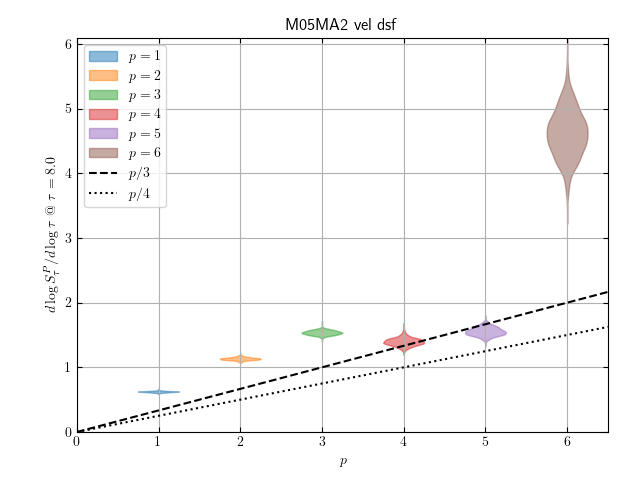 M05MA2 vel dsf
p = 1
p = 2
p = 3
p = 4
p = 5
p = 6
p/3
p/4
d log S_τ^P / d log τ @ τ = 8.0
6
5
4
3
2
1
0
0 1 2 3 4 5 6
p